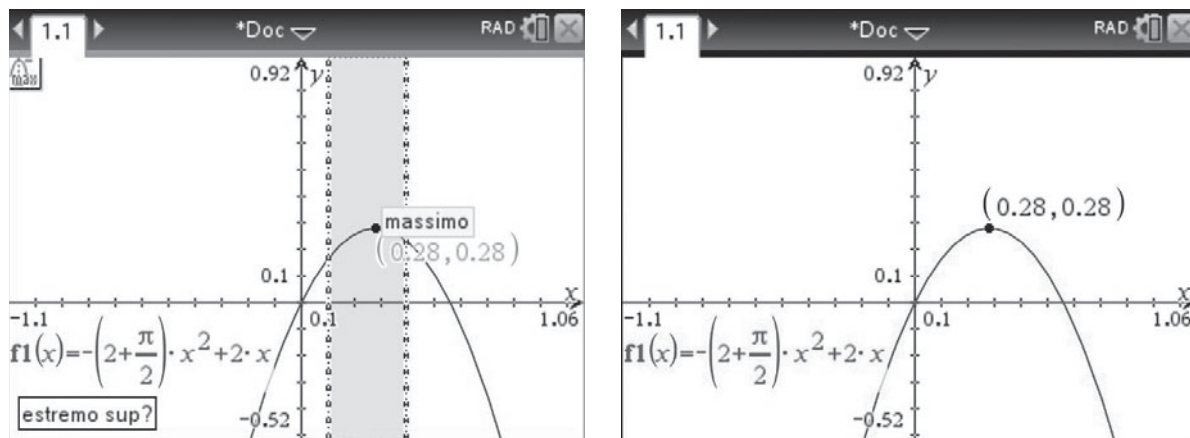 1.1 *Doc RAD
max
0.92 y
massimo
(0.28,0.28)
0.1
x
-1.1 0.1 1.06
f1(x)=-(2+π/2)·x²+2·x
estremo sup? -0.52
1.1 *Doc RAD
0.92 y
(0.28,0.28)
0.1
x
-1.1 0.1 1.06
f1(x)=-(2+π/2)·x²+2·x
-0.52